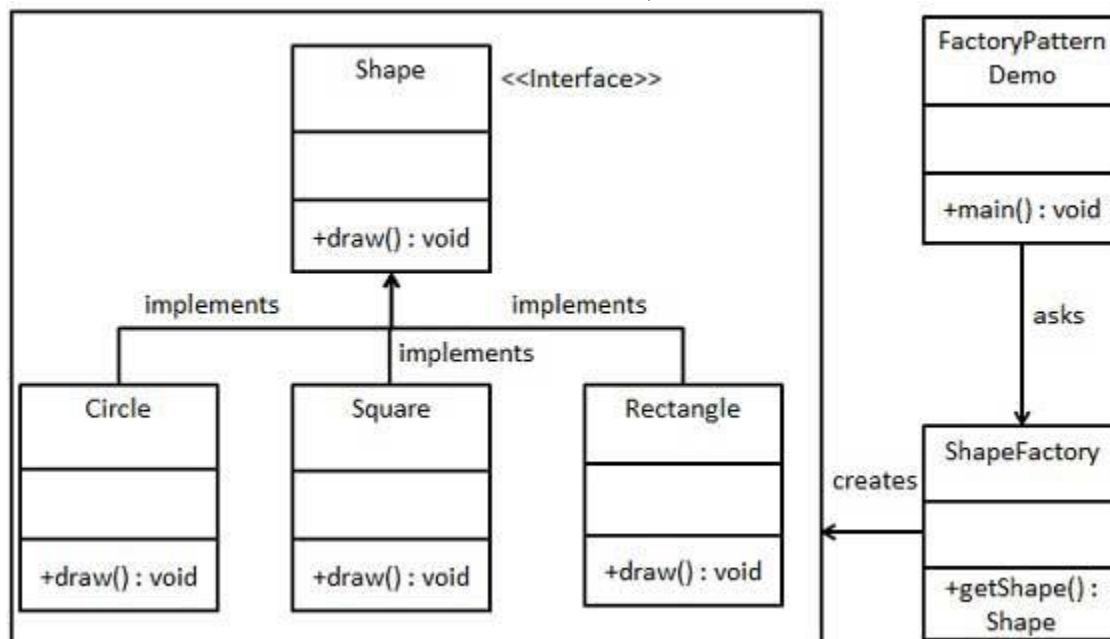 Shape
<<Interface>>
+draw() : void
implements
implements
implements
Circle
+draw() : void
Square
+draw() : void
Rectangle
+draw() : void
FactoryPattern
Demo
+main() : void
asks
ShapeFactory
creates
+getShape() :
Shape